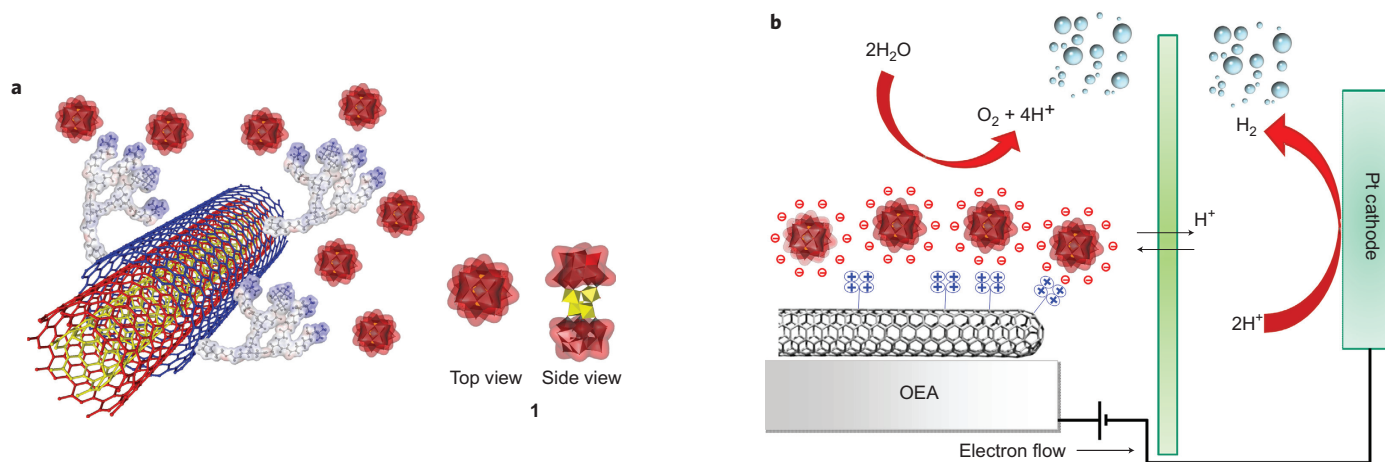 a
Top view Side view
1
b
2H₂O
O₂ + 4H⁺
H₂
H⁺
2H⁺
Pt cathode
OEA
Electron flow